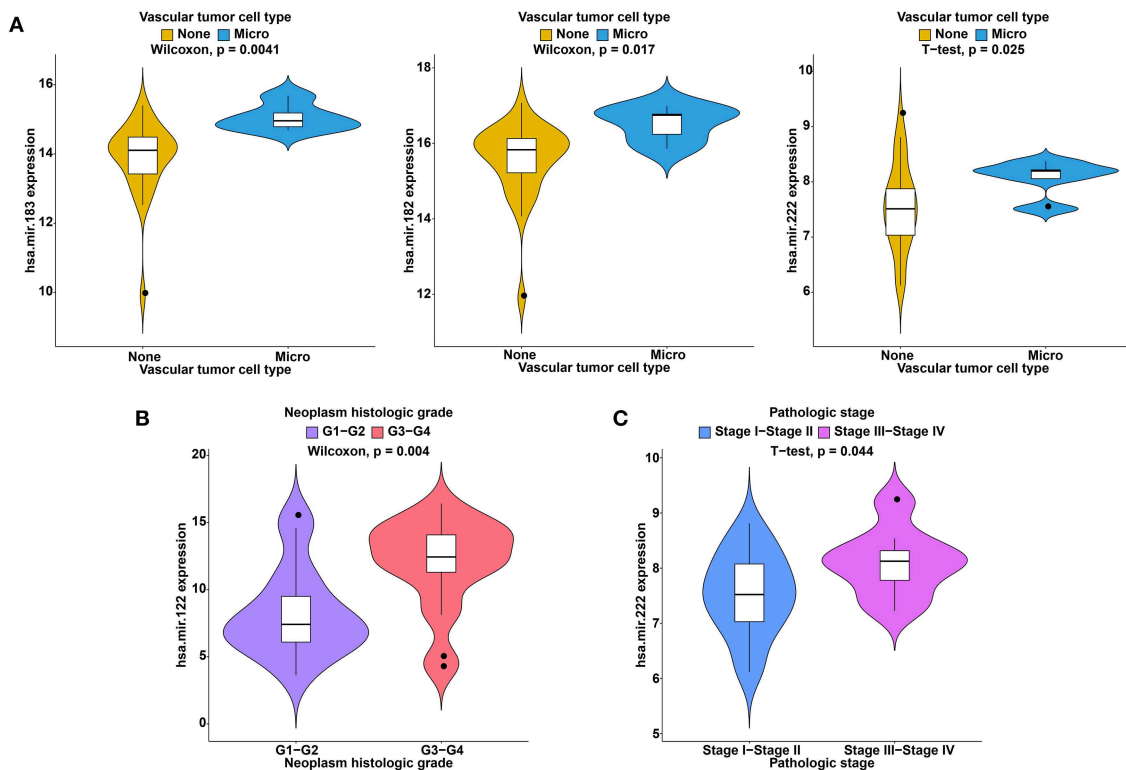 A
Vascular tumor cell type
None Micro
Wilcoxon, p = 0.0041
hsa.mir.183 expression
16
14
12
10
None Micro
Vascular tumor cell type
Vascular tumor cell type
None Micro
Wilcoxon, p = 0.017
hsa.mir.182 expression
18
16
14
12
None Micro
Vascular tumor cell type
Vascular tumor cell type
None Micro
T−test, p = 0.025
hsa.mir.222 expression
10
9
8
7
6
None Micro
Vascular tumor cell type
B
Neoplasm histologic grade
G1−G2 G3−G4
Wilcoxon, p = 0.004
hsa.mir.122 expression
20
15
10
5
0
G1−G2 G3−G4
Neoplasm histologic grade
C
Pathologic stage
Stage I−Stage II Stage III−Stage IV
T−test, p = 0.044
hsa.mir.222 expression
10
9
8
7
6
5
Stage I−Stage II Stage III−Stage IV
Pathologic stage